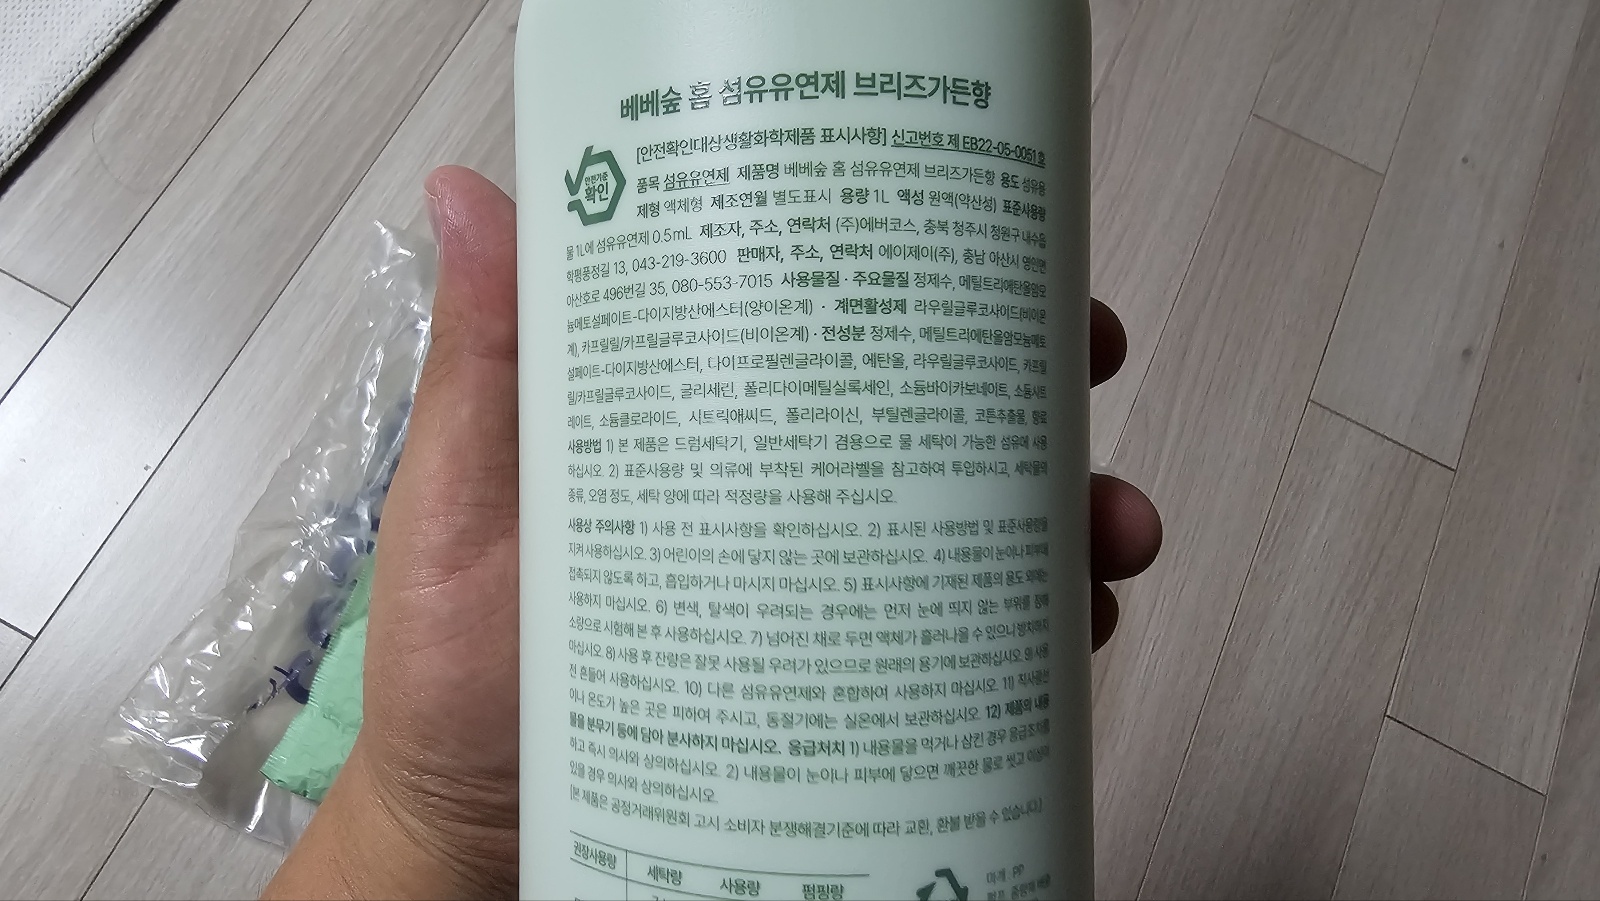 베베숲 홈 섬유유연제 브리즈가든향
[안전확인대상생활화학제품 표시사항] 신고번호 제 EB22-05-0051호
안전기준
확인
품목 섬유유연제 제품명 베베숲 홈 섬유유연제 브리즈가든향 용도 섬유용
제형 액체형 제조연월 별도표시 용량 1L 액성 원액(약산성) 표준사용량
물 1L에 섬유유연제 0.5mL 제조자, 주소, 연락처 (주)에버코스, 충북 청주시 청원구 내수읍
학평풍정길 13, 043-219-3600 판매자, 주소, 연락처 에이제이(주), 충남 아산시 영인면
아산호로 496번길 35, 080-553-7015 사용물질 · 주요물질 정제수, 메틸트리에탄올암모
늄메토설페이트-다이지방산에스터(양이온계) · 계면활성제 라우릴글루코사이드(비이온
계), 카프릴릴/카프릴글루코사이드(비이온계) · 전성분 정제수, 메틸트리에탄올암모늄메토
설페이트-다이지방산에스터, 다이프로필렌글라이콜, 에탄올, 라우릴글루코사이드, 카프릴
릴/카프릴글루코사이드, 글리세린, 폴리다이메틸실록세인, 소듐바이카보네이트, 소듐시트
레이트, 소듐클로라이드, 시트릭애씨드, 폴리라이신, 부틸렌글라이콜, 코튼추출물, 향료
사용방법 1) 본 제품은 드럼세탁기, 일반세탁기 겸용으로 물 세탁이 가능한 섬유에 사용
하십시오. 2) 표준사용량 및 의류에 부착된 케어라벨을 참고하여 투입하시고, 세탁물의
종류, 오염 정도, 세탁 양에 따라 적정량을 사용해 주십시오.
사용상 주의사항 1) 사용 전 표시사항을 확인하십시오. 2) 표시된 사용방법 및 표준사용량을
지켜 사용하십시오. 3) 어린이의 손에 닿지 않는 곳에 보관하십시오. 4) 내용물이 눈이나 피부에
접촉되지 않도록 하고, 흡입하거나 마시지 마십시오. 5) 표시사항에 기재된 제품의 용도 외에는
사용하지 마십시오. 6) 변색, 탈색이 우려되는 경우에는 먼저 눈에 띄지 않는 부위를 정해
소량으로 시험해 본 후 사용하십시오. 7) 넘어진 채로 두면 액체가 흘러나올 수 있으니 방치하지
마십시오. 8) 사용 후 잔량은 잘못 사용될 우려가 있으므로 원래의 용기에 보관하십시오. 9) 사용
전 흔들어 사용하십시오. 10) 다른 섬유유연제와 혼합하여 사용하지 마십시오. 11) 직사광선
이나 온도가 높은 곳은 피하여 주시고, 동절기에는 실온에서 보관하십시오. 12) 제품의 내용
물을 분무기 등에 담아 분사하지 마십시오. 응급처치 1) 내용물을 먹거나 삼킨 경우 응급조치를
하고 즉시 의사와 상의하십시오. 2) 내용물이 눈이나 피부에 닿으면 깨끗한 물로 씻고 이상이
있을 경우 의사와 상의하십시오.
[본 제품은 공정거래위원회 고시 소비자 분쟁해결기준에 따라 교환, 환불 받을 수 있습니다]
권장사용량 세탁량 사용량 펌핑량
마개 : PP